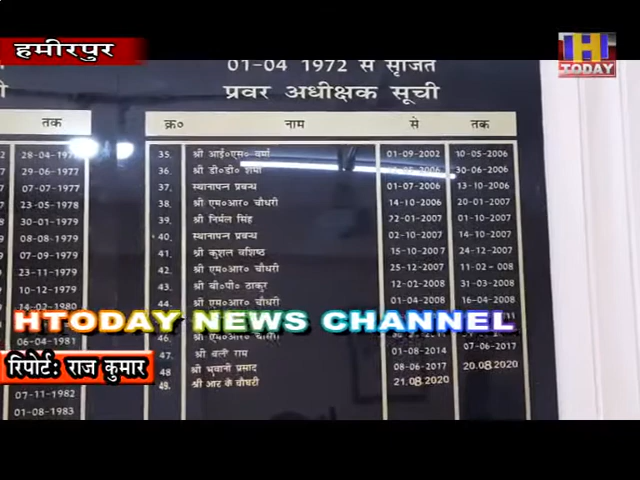 हमीरपुर
H
TODAY
01-04 1972 से सृजित
प्रवर अधीक्षक सूची
तक
क्र० नाम से तक
35. श्री आई०एस० वर्मा 01-09-2002 10-05-2006
36. श्री डी०डी० शर्मा 30-06-2006
37. स्थानापन्न प्रबन्ध 01-07-2006 13-10-2006
38. श्री एम०आर० चौधरी 14-10-2006 20-01-2007
39. श्री निर्मल सिंह 22-01-2007 01-10-2007
40. स्थानापन्न प्रबन्ध 02-10-2007 14-10-2007
41. श्री कुशल वशिष्ठ 15-10-2007 24-12-2007
42. श्री एम०आर० चौधरी 25-12-2007 11-02- 008
43. श्री बी०पी० ठाकुर 12-02-2008 31-03-2008
44. श्री एम०आर० चौधरी 01-04-2008 16-04-2008
47. श्री राम 01-08-2014 07-06-2017
48 श्री भवानी प्रसाद 08-06-2017 20.08.2020
49. श्री आर के चौधरी 21.08.2020
29-06-1977
07-07-1977
23-05-1978
30-01-1979
08-08-1979
07-09-1979
23-11-1979
10-12-1979
14-02-1980
HTODAY NEWS CHANNEL
06-04-1981
रिपोर्टः राज कुमार
07-11-1982
01-08-1983